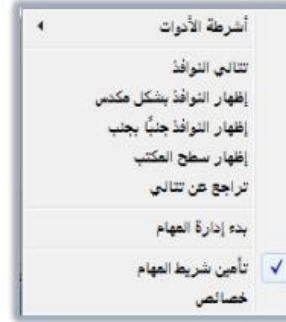 أشرطة الأدوات
تتالي النوافذ
إظهار النوافذ بشكل مكدس
إظهار النوافذ جنبًا بجنب
إظهار سطح المكتب
تراجع عن تتالي
بدء إدارة المهام
تأمين شريط المهام
خصائص